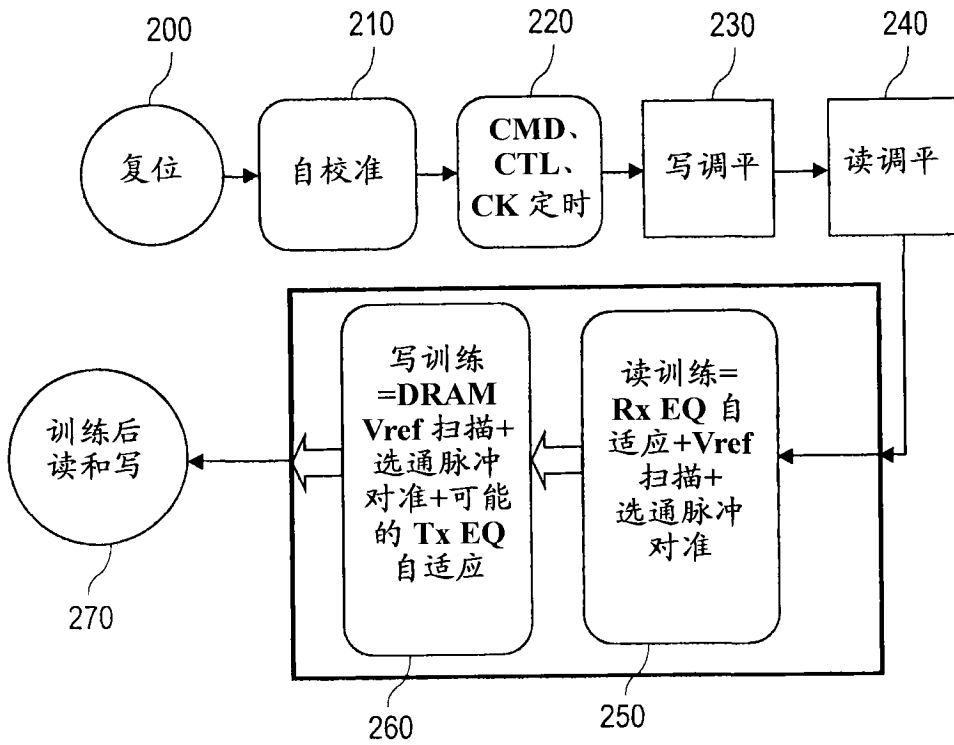 200
210
220
230
240
复位
自校准
CMD、
CTL、
CK 定时
写调平
读调平
训练后
读和写
写训练
=DRAM
Vref 扫描+
选通脉冲
对准+可能
的 Tx EQ
自适应
读训练=
Rx EQ 自
适应+Vref
扫描+
选通脉冲
对准
270
260
250